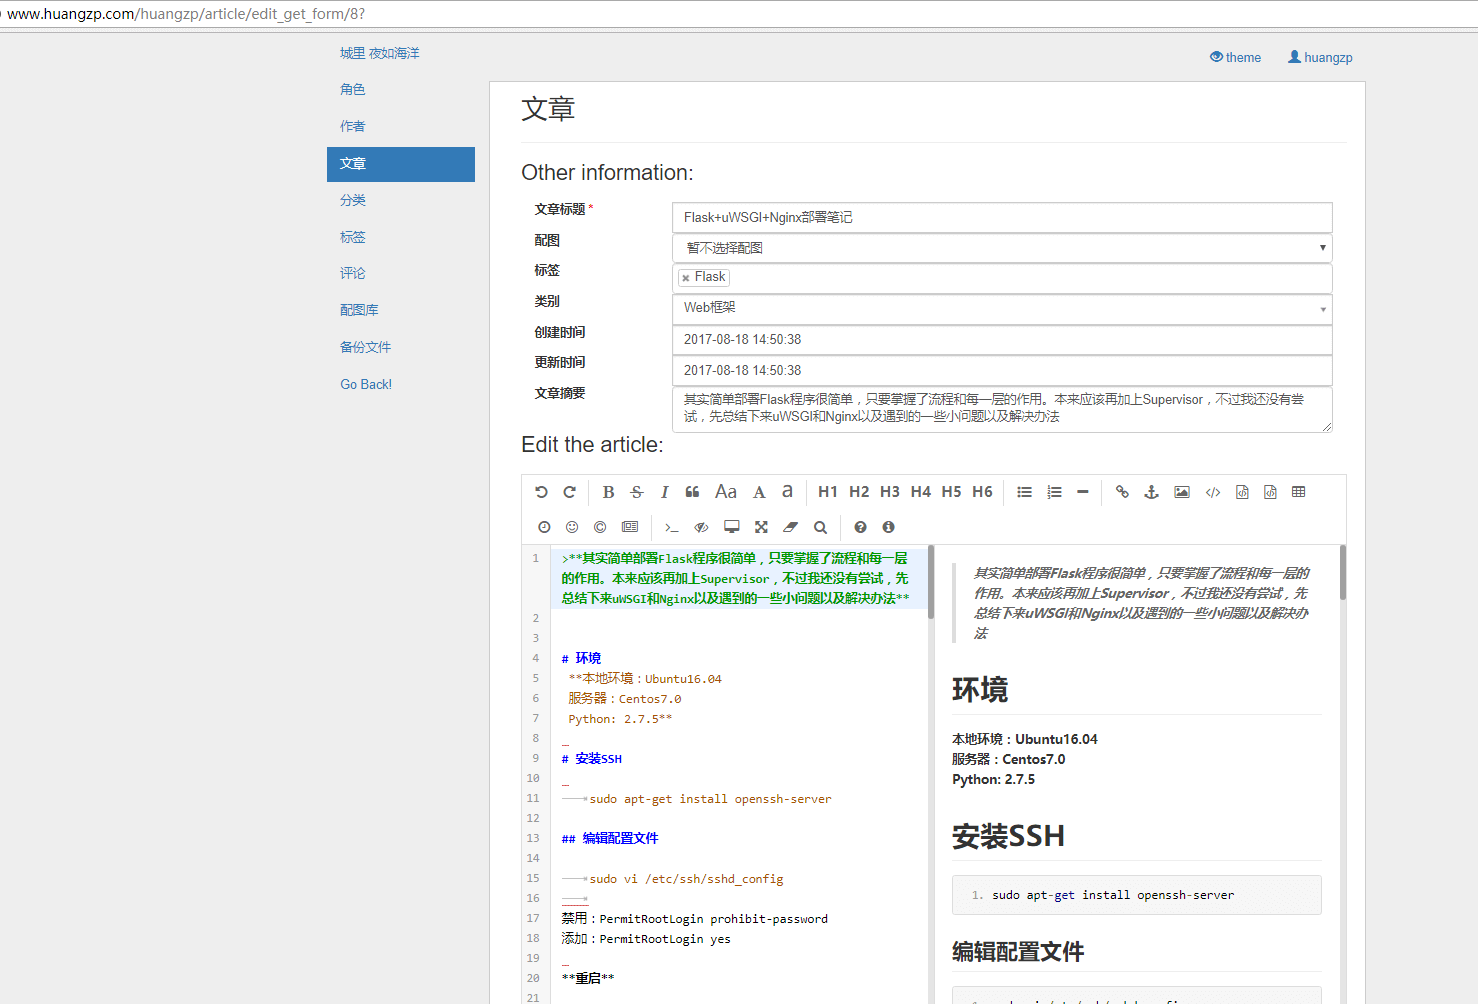 www.huangzp.com/huangzp/article/edit_get_form/8?
城里 夜如海洋
theme
huangzp
角色
作者
文章
分类
标签
评论
配图库
备份文件
Go Back!
文章
Other information:
文章标题 *
Flask+uWSGI+Nginx部署笔记
配图
暂不选择配图
标签
× Flask
类别
Web框架
创建时间
2017-08-18 14:50:38
更新时间
2017-08-18 14:50:38
文章摘要
其实简单部署Flask程序很简单，只要掌握了流程和每一层的作用。本来应该再加上Supervisor，不过我还没有尝
试，先总结下来uWSGI和Nginx以及遇到的一些小问题以及解决办法
Edit the article:
B S I Aa A a H1 H2 H3 H4 H5 H6
1 >**其实简单部署Flask程序很简单，只要掌握了流程和每一层
的作用。本来应该再加上Supervisor，不过我还没有尝试，先
总结下来uWSGI和Nginx以及遇到的一些小问题以及解决办法**
2
3
4 # 环境
5 **本地环境：Ubuntu16.04
6 服务器：Centos7.0
7 Python: 2.7.5**
8
9 # 安装SSH
10
11 sudo apt-get install openssh-server
12
13 ## 编辑配置文件
14
15 sudo vi /etc/ssh/sshd_config
16
17 禁用：PermitRootLogin prohibit-password
18 添加：PermitRootLogin yes
19
20 **重启**
21
其实简单部署Flask程序很简单，只要掌握了流程和每一层的
作用。本来应该再加上Supervisor，不过我还没有尝试，先
总结下来uWSGI和Nginx以及遇到的一些小问题以及解决办
法
环境
本地环境：Ubuntu16.04
服务器：Centos7.0
Python: 2.7.5
安装SSH
1. sudo apt-get install openssh-server
编辑配置文件